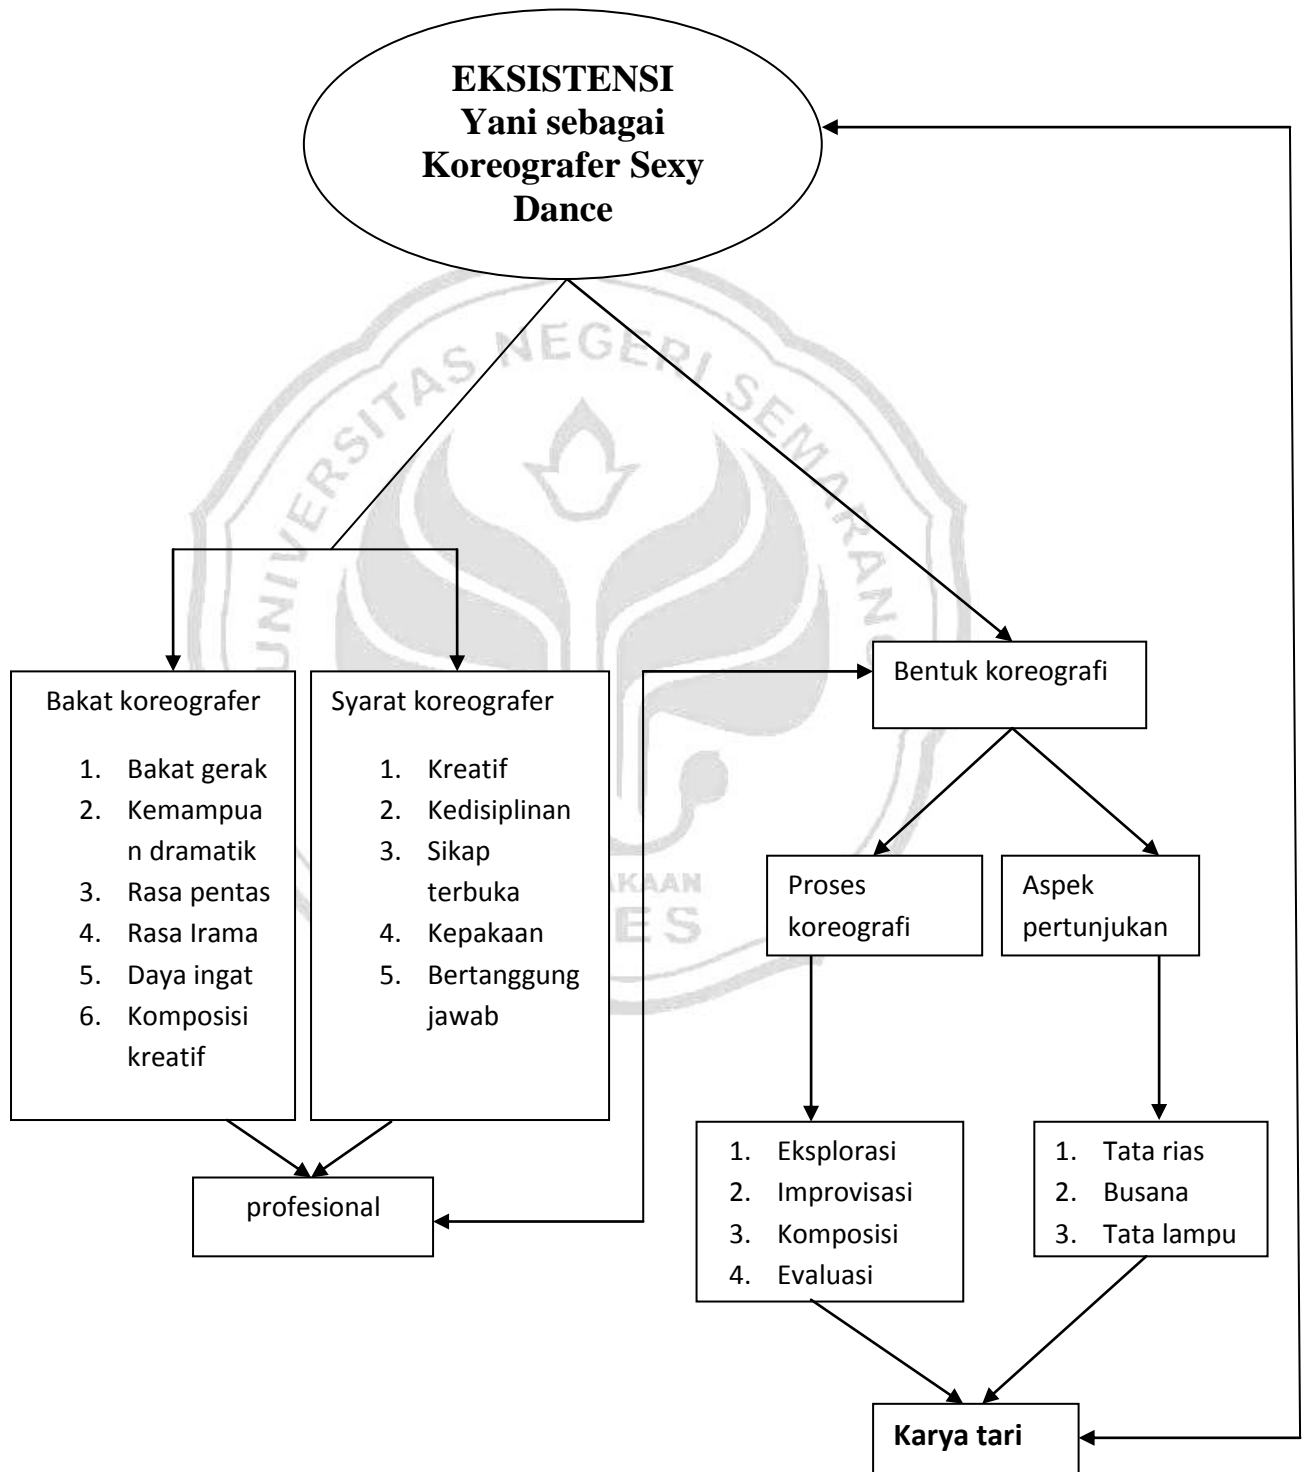 EKSISTENSI
Yani sebagai
Koreografer Sexy
Dance
UNIVERSITAS NEGERI SEMARANG
Bakat koreografer
1. Bakat gerak
2. Kemampua
n dramatik
3. Rasa pentas
4. Rasa Irama
5. Daya ingat
6. Komposisi
kreatif
Syarat koreografer
1. Kreatif
2. Kedisiplinan
3. Sikap
terbuka
4. Kepakaan
5. Bertanggung
jawab
profesional
Bentuk koreografi
Proses
koreografi
Aspek
pertunjukan
1. Eksplorasi
2. Improvisasi
3. Komposisi
4. Evaluasi
1. Tata rias
2. Busana
3. Tata lampu
Karya tari